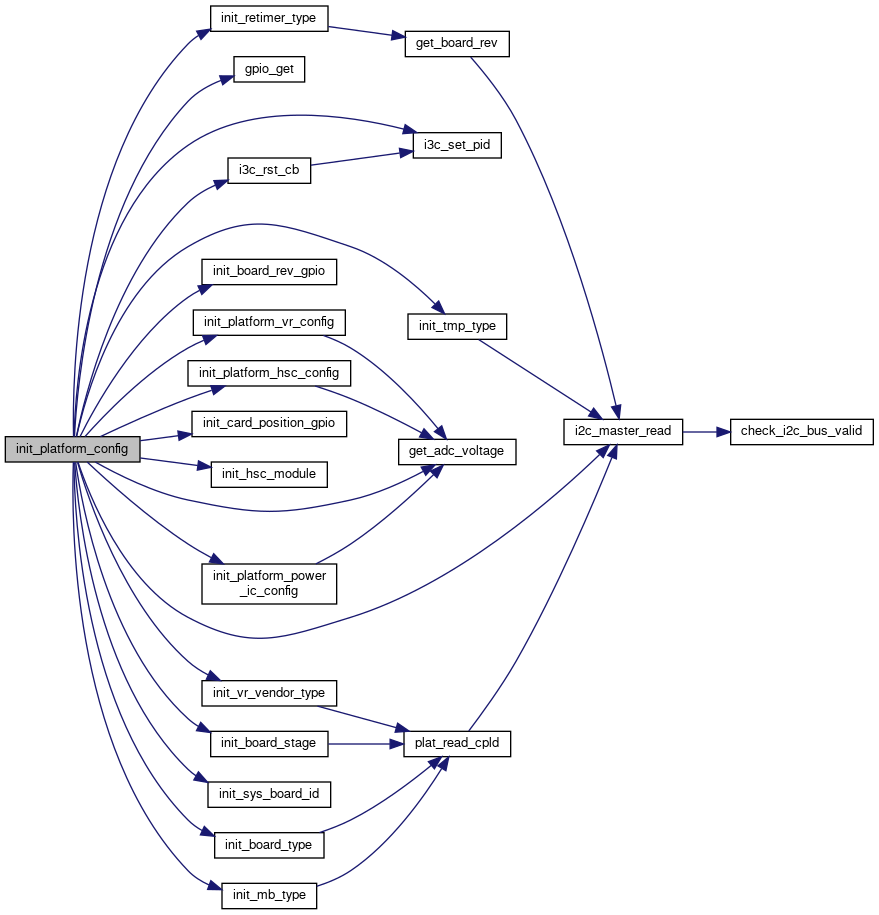 init_retimer_type
get_board_rev
gpio_get
i3c_set_pid
i3c_rst_cb
init_board_rev_gpio
init_platform_vr_config
init_tmp_type
init_platform_hsc_config
init_card_position_gpio
i2c_master_read
check_i2c_bus_valid
init_platform_config
get_adc_voltage
init_hsc_module
init_platform_power
_ic_config
init_vr_vendor_type
init_board_stage
plat_read_cpld
init_sys_board_id
init_board_type
init_mb_type